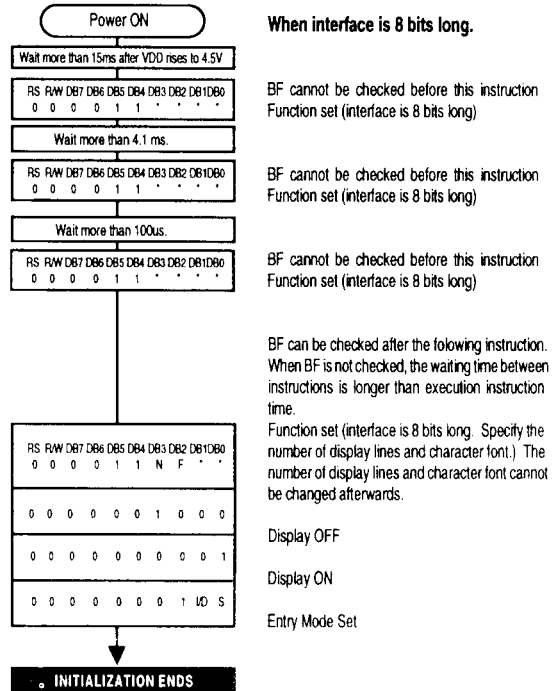 Power ON
When interface is 8 bits long.
Wait more than 15ms after VDD rises to 4.5V
RS R/W DB7 DB6 DB5 DB4 DB3 DB2 DB1DB0
0 0 0 0 1 1 * * * *
BF cannot be checked before this instruction
Function set (interface is 8 bits long)
Wait more than 4.1 ms.
RS R/W DB7 DB6 DB5 DB4 DB3 DB2 DB1DB0
0 0 0 0 1 1 * * * *
BF cannot be checked before this instruction
Function set (interface is 8 bits long)
Wait more than 100us.
RS R/W DB7 DB6 DB5 DB4 DB3 DB2 DB1DB0
0 0 0 0 1 1 * * * *
BF cannot be checked before this instruction
Function set (interface is 8 bits long)
BF can be checked after the folowing instruction.
When BF is not checked, the waiting time between
instructions is longer than execution instruction
time.
RS R/W DB7 DB6 DB5 DB4 DB3 DB2 DB1DB0
0 0 0 0 1 1 N F * *
Function set (interface is 8 bits long. Specify the
number of display lines and character font.) The
number of display lines and character font cannot
be changed afterwards.
0 0 0 0 0 0 1 0 0 0
Display OFF
0 0 0 0 0 0 0 0 0 1
Display ON
0 0 0 0 0 0 0 1 I/D S
Entry Mode Set
INITIALIZATION ENDS